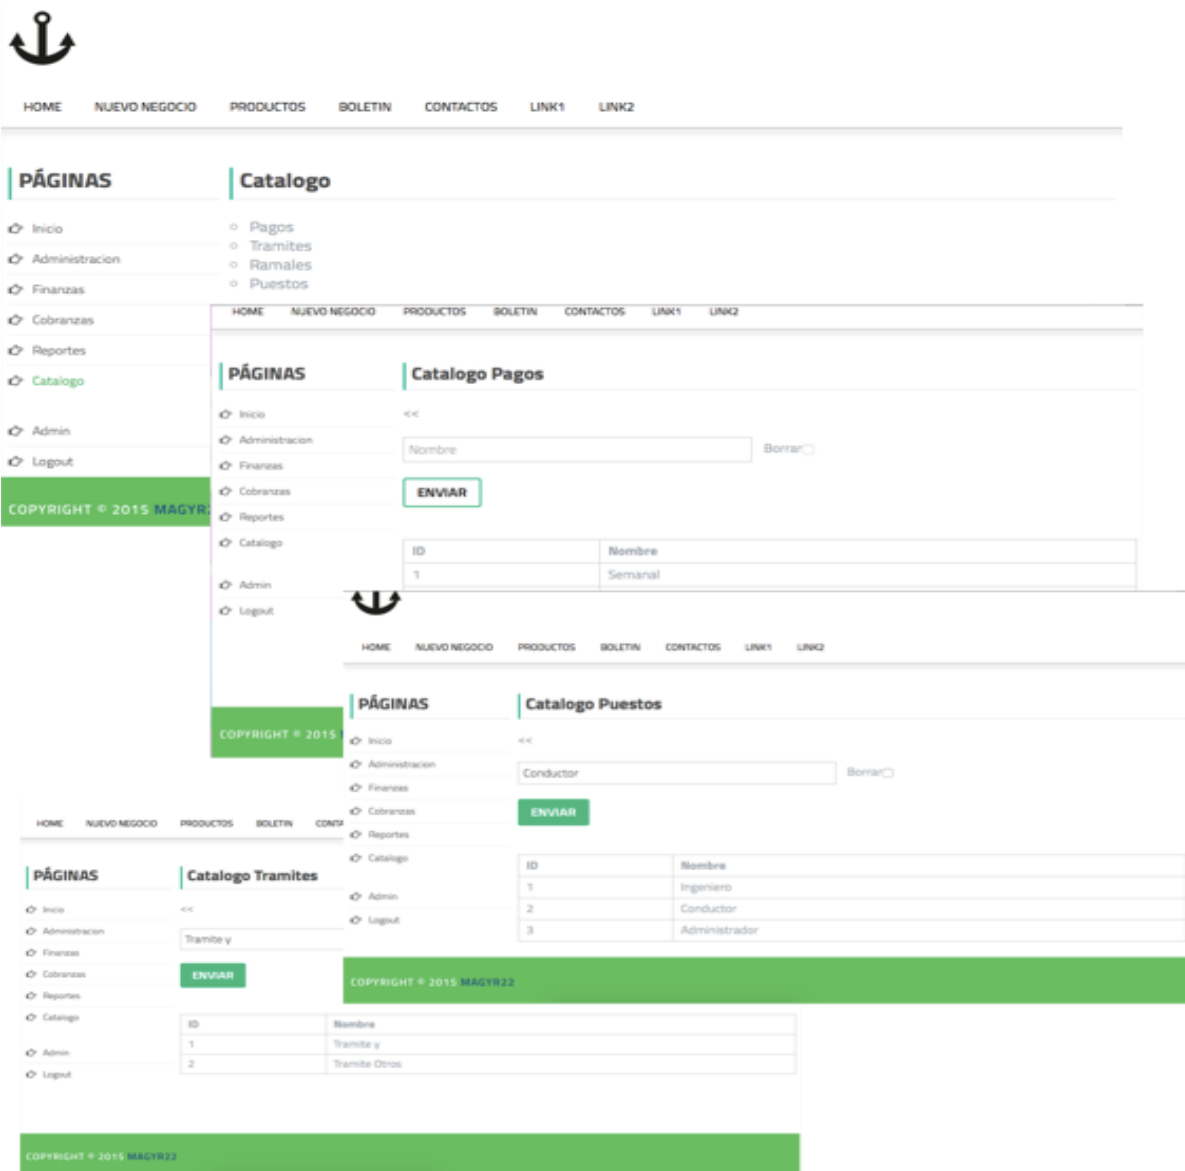 HOME NUEVO NEGOCIO PRODUCTOS BOLETIN CONTACTOS LINK1 LINK2
PÁGINAS
Inicio
Administracion
Finanzas
Cobranzas
Reportes
Catalogo
Admin
Logout
Catalogo
Pagos
Tramites
Ramales
Puestos
COPYRIGHT © 2015 MAGYR2
HOME NUEVO NEGOCIO PRODUCTOS BOLETIN CONTACTOS LINK1 LINK2
PÁGINAS
Inicio
Administracion
Finanzas
Cobranzas
Reportes
Catalogo
Admin
Logout
Catalogo Pagos
<<
Nombre Borrar
ENVIAR
ID Nombre
1 Semanal
COPYRIGHT © 2015
HOME NUEVO NEGOCIO PRODUCTOS BOLETIN CONTACTOS LINK1 LINK2
PÁGINAS
Inicio
Administracion
Finanzas
Cobranzas
Reportes
Catalogo
Admin
Logout
Catalogo Puestos
<<
Conductor Borrar
ENVIAR
ID Nombre
1 Ingeniero
2 Conductor
3 Administrador
COPYRIGHT © 2015 MAGYR22
HOME NUEVO NEGOCIO PRODUCTOS BOLETIN CONTA
PÁGINAS
Inicio
Administracion
Finanzas
Cobranzas
Reportes
Catalogo
Admin
Logout
Catalogo Tramites
<<
Tramite y
ENVIAR
ID Nombre
1 Tramite y
2 Tramite Otros
COPYRIGHT © 2015 MAGYR22